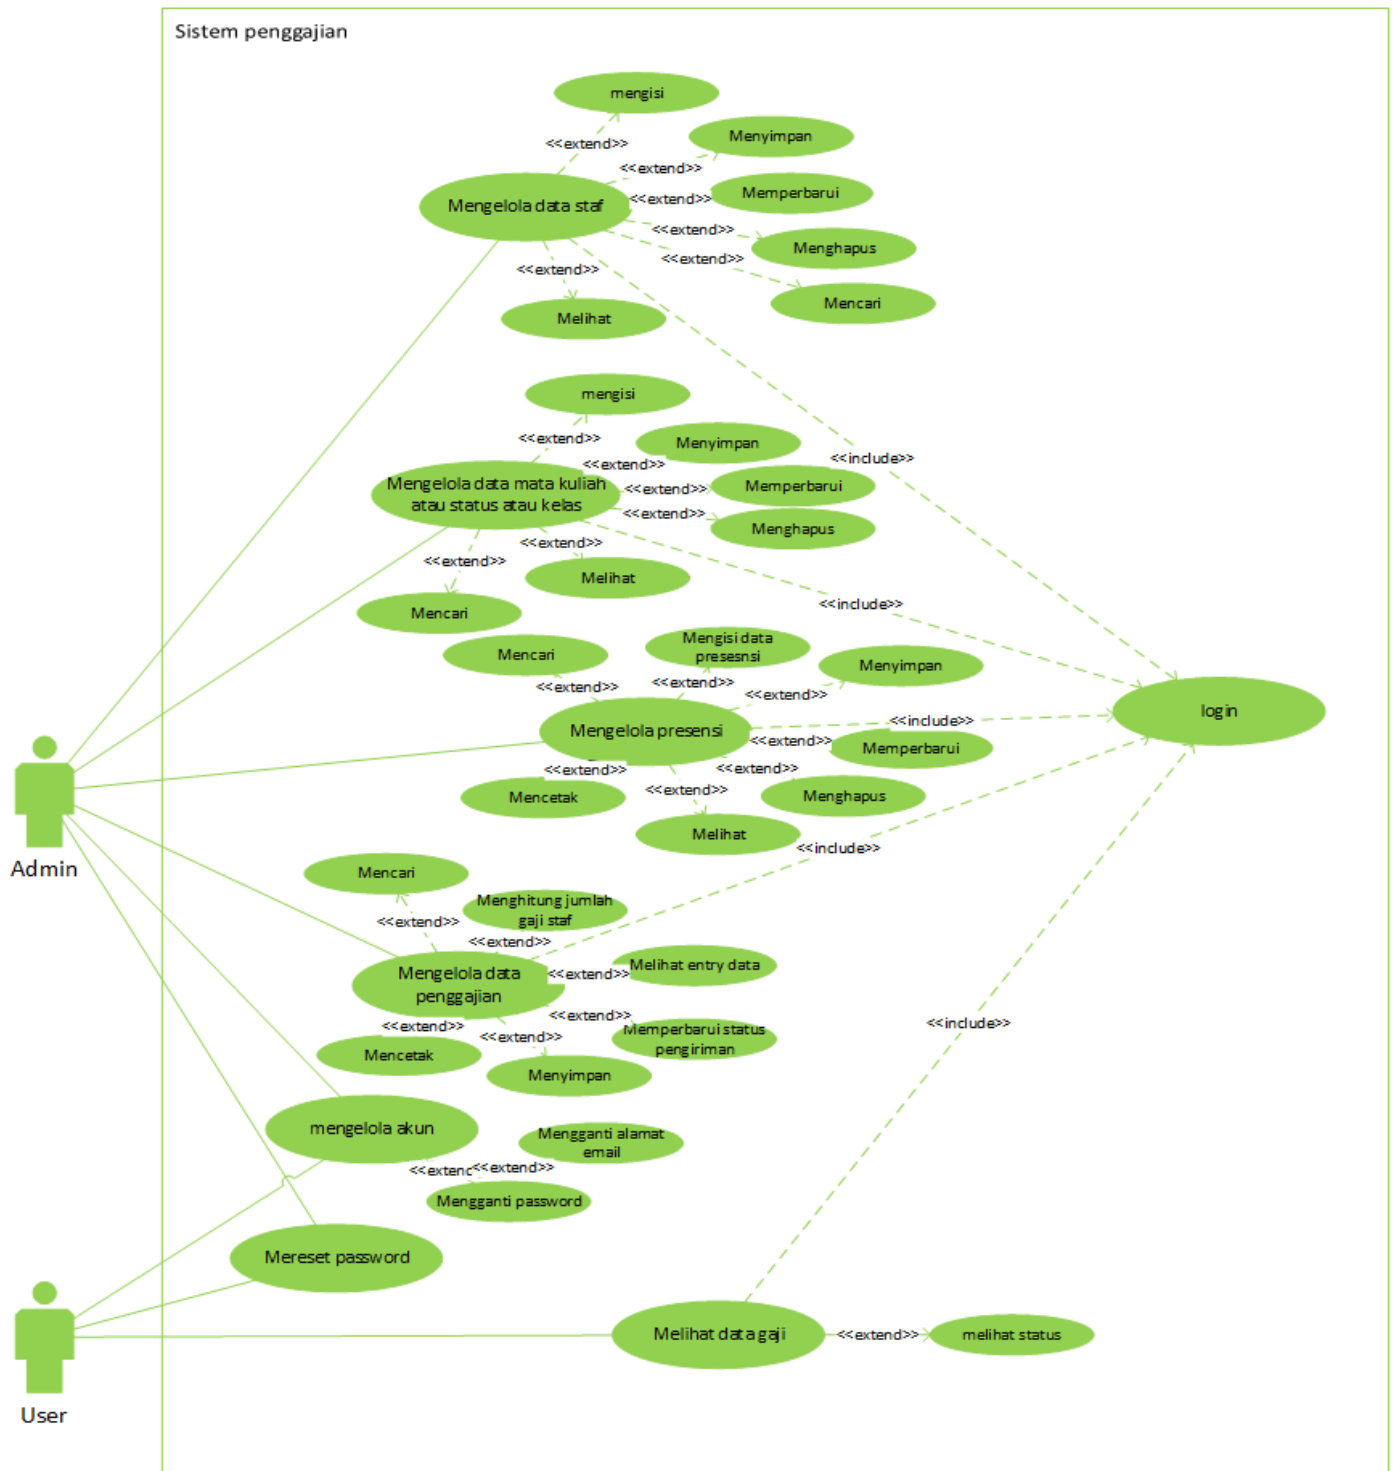 Sistem penggajian
mengisi
<<extend>>
Menyimpan
<<extend>>
Mengelola data staf
<<extend>>
Memperbarui
<<extend>>
Menghapus
<<extend>>
<<extend>>
Mencari
Melihat
mengisi
<<extend>>
Menyimpan
<<include>>
<<extend>>
Mengelola data mata kuliah
atau status atau kelas
<<extend>>
Memperbarui
<<extend>>
Menghapus
<<extend>>
<<extend>>
Melihat
<<include>>
Mencari
Mencari
Mengisi data
presesnsi
Menyimpan
<<extend>>
<<extend>>
<<extend>>
login
Mengelola presensi
<<include>>
<<extend>>
Memperbarui
<<extend>>
<<extend>>
<<extend>>
Mencetak
Menghapus
Melihat
<<include>>
Admin
Mencari
Menghitung jumlah
gaji staf
<<extend>>
<<extend>>
Mengelola data
penggajian
<<extend>>
Melihat entry data
<<extend>>
<<extend>>
<<extend>>
Memperbarui status
pengiriman
Mencetak
Menyimpan
<<include>>
mengelola akun
Mengganti alamat
email
<<extenc
<<extend>>
Mengganti password
Mereset password
Melihat data gaji
<<extend>>
melihat status
User